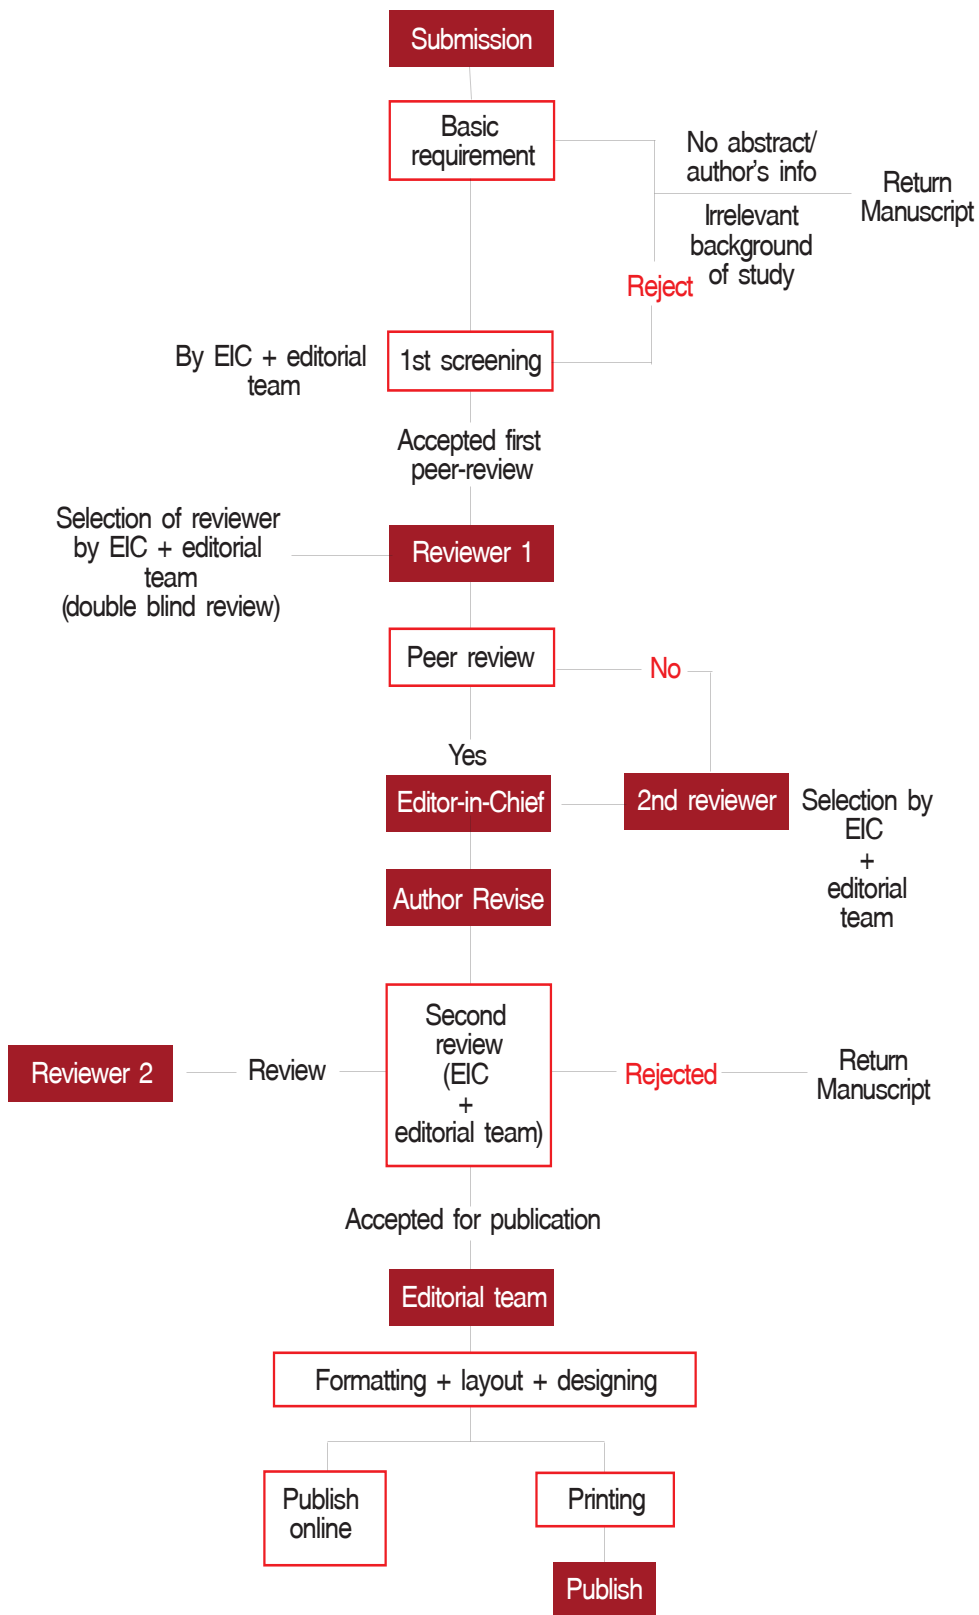 Submission
Basic
requirement
No abstract/
author's info
Return
Manuscript
Irrelevant
background
of study
Reject
By EIC + editorial
team
1st screening
Accepted first
peer-review
Selection of reviewer
by EIC + editorial
team
(double blind review)
Reviewer 1
Peer review
No
Yes
Editor-in-Chief
2nd reviewer
Selection by
EIC
+
editorial
team
Author Revise
Second
review
(EIC
+
editorial team)
Reviewer 2
Review
Rejected
Return
Manuscript
Accepted for publication
Editorial team
Formatting + layout + designing
Publish
online
Printing
Publish